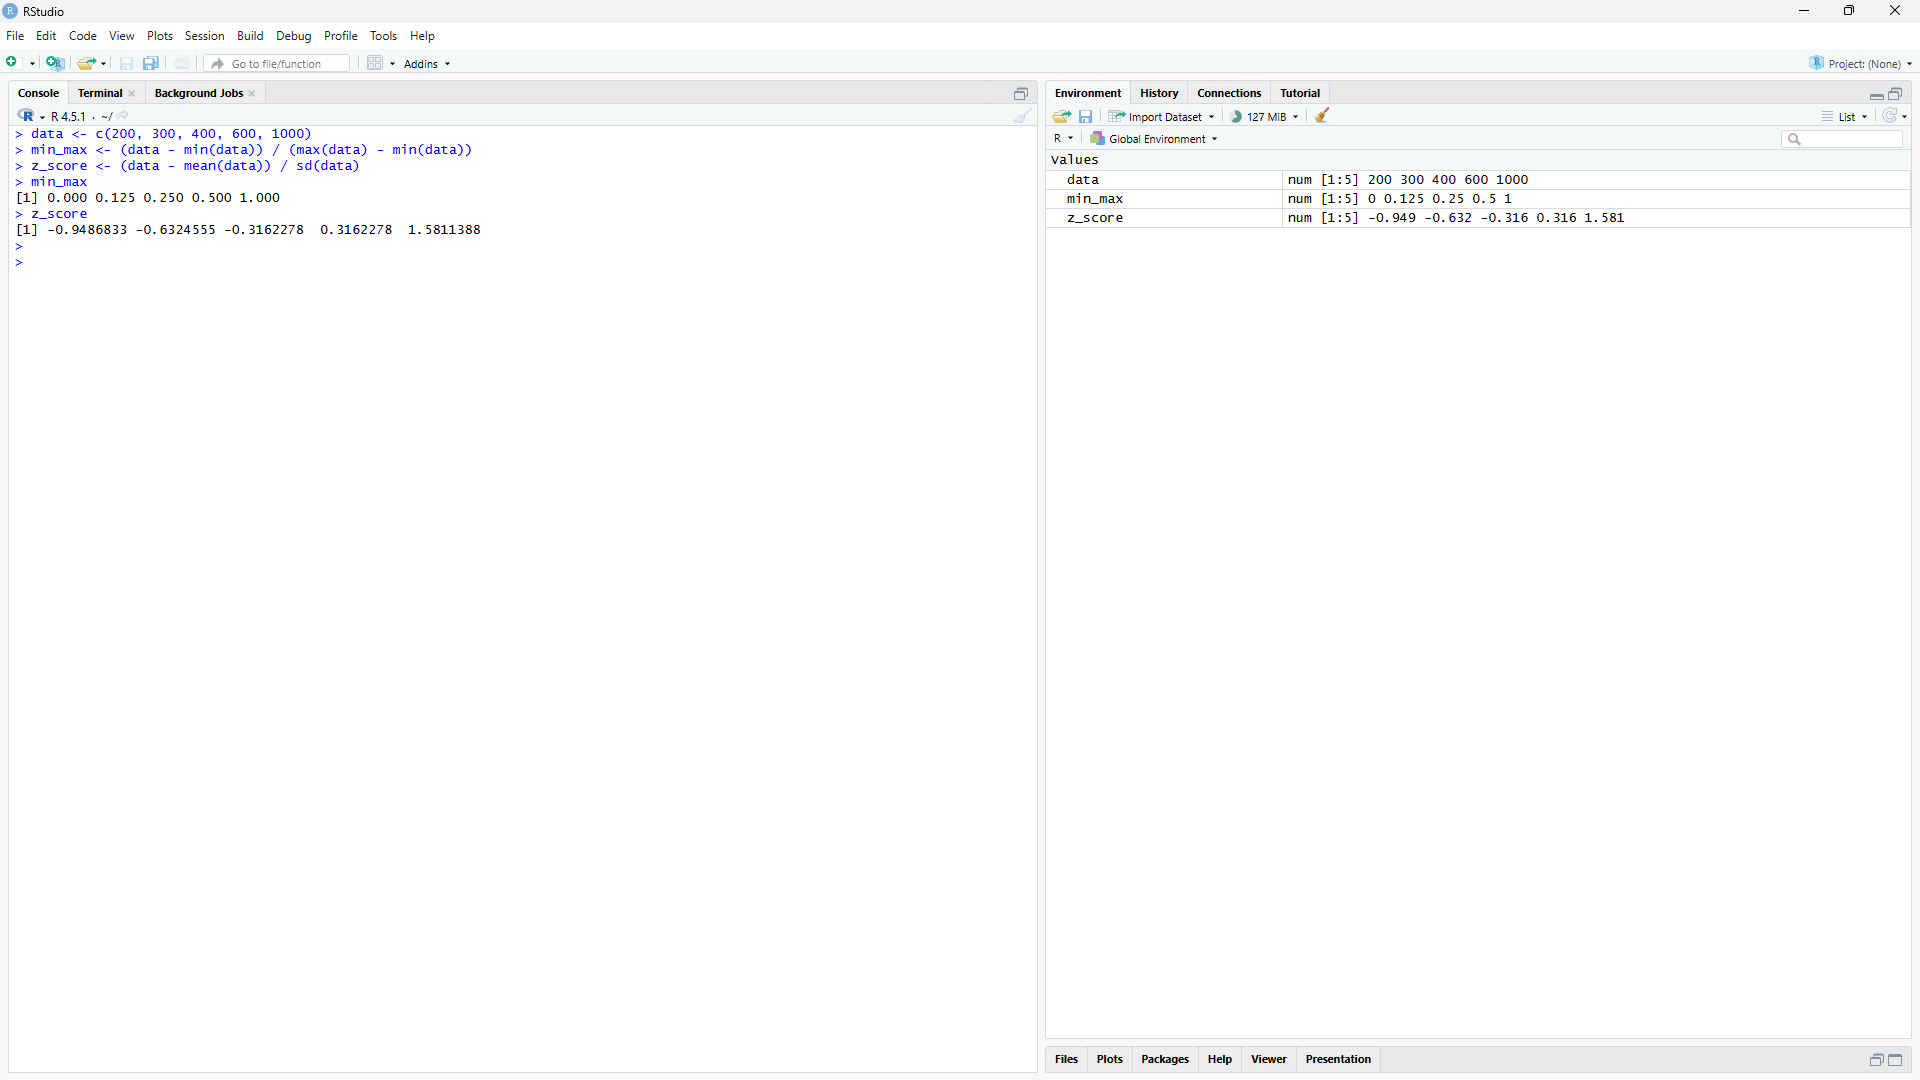 RStudio
File Edit Code View Plots Session Build Debug Profile Tools Help
Go to file/function Addins Project: (None)
Console Terminal Background Jobs
R 4.5.1 · ~/
> data <- c(200, 300, 400, 600, 1000)
> min_max <- (data - min(data)) / (max(data) - min(data))
> z_score <- (data - mean(data)) / sd(data)
> min_max
[1] 0.000 0.125 0.250 0.500 1.000
> z_score
[1] -0.9486833 -0.6324555 -0.3162278  0.3162278  1.5811388
>
>
Environment History Connections Tutorial
Import Dataset 127 MiB List
R Global Environment
Values
data num [1:5] 200 300 400 600 1000
min_max num [1:5] 0 0.125 0.25 0.5 1
z_score num [1:5] -0.949 -0.632 -0.316 0.316 1.581
Files Plots Packages Help Viewer Presentation